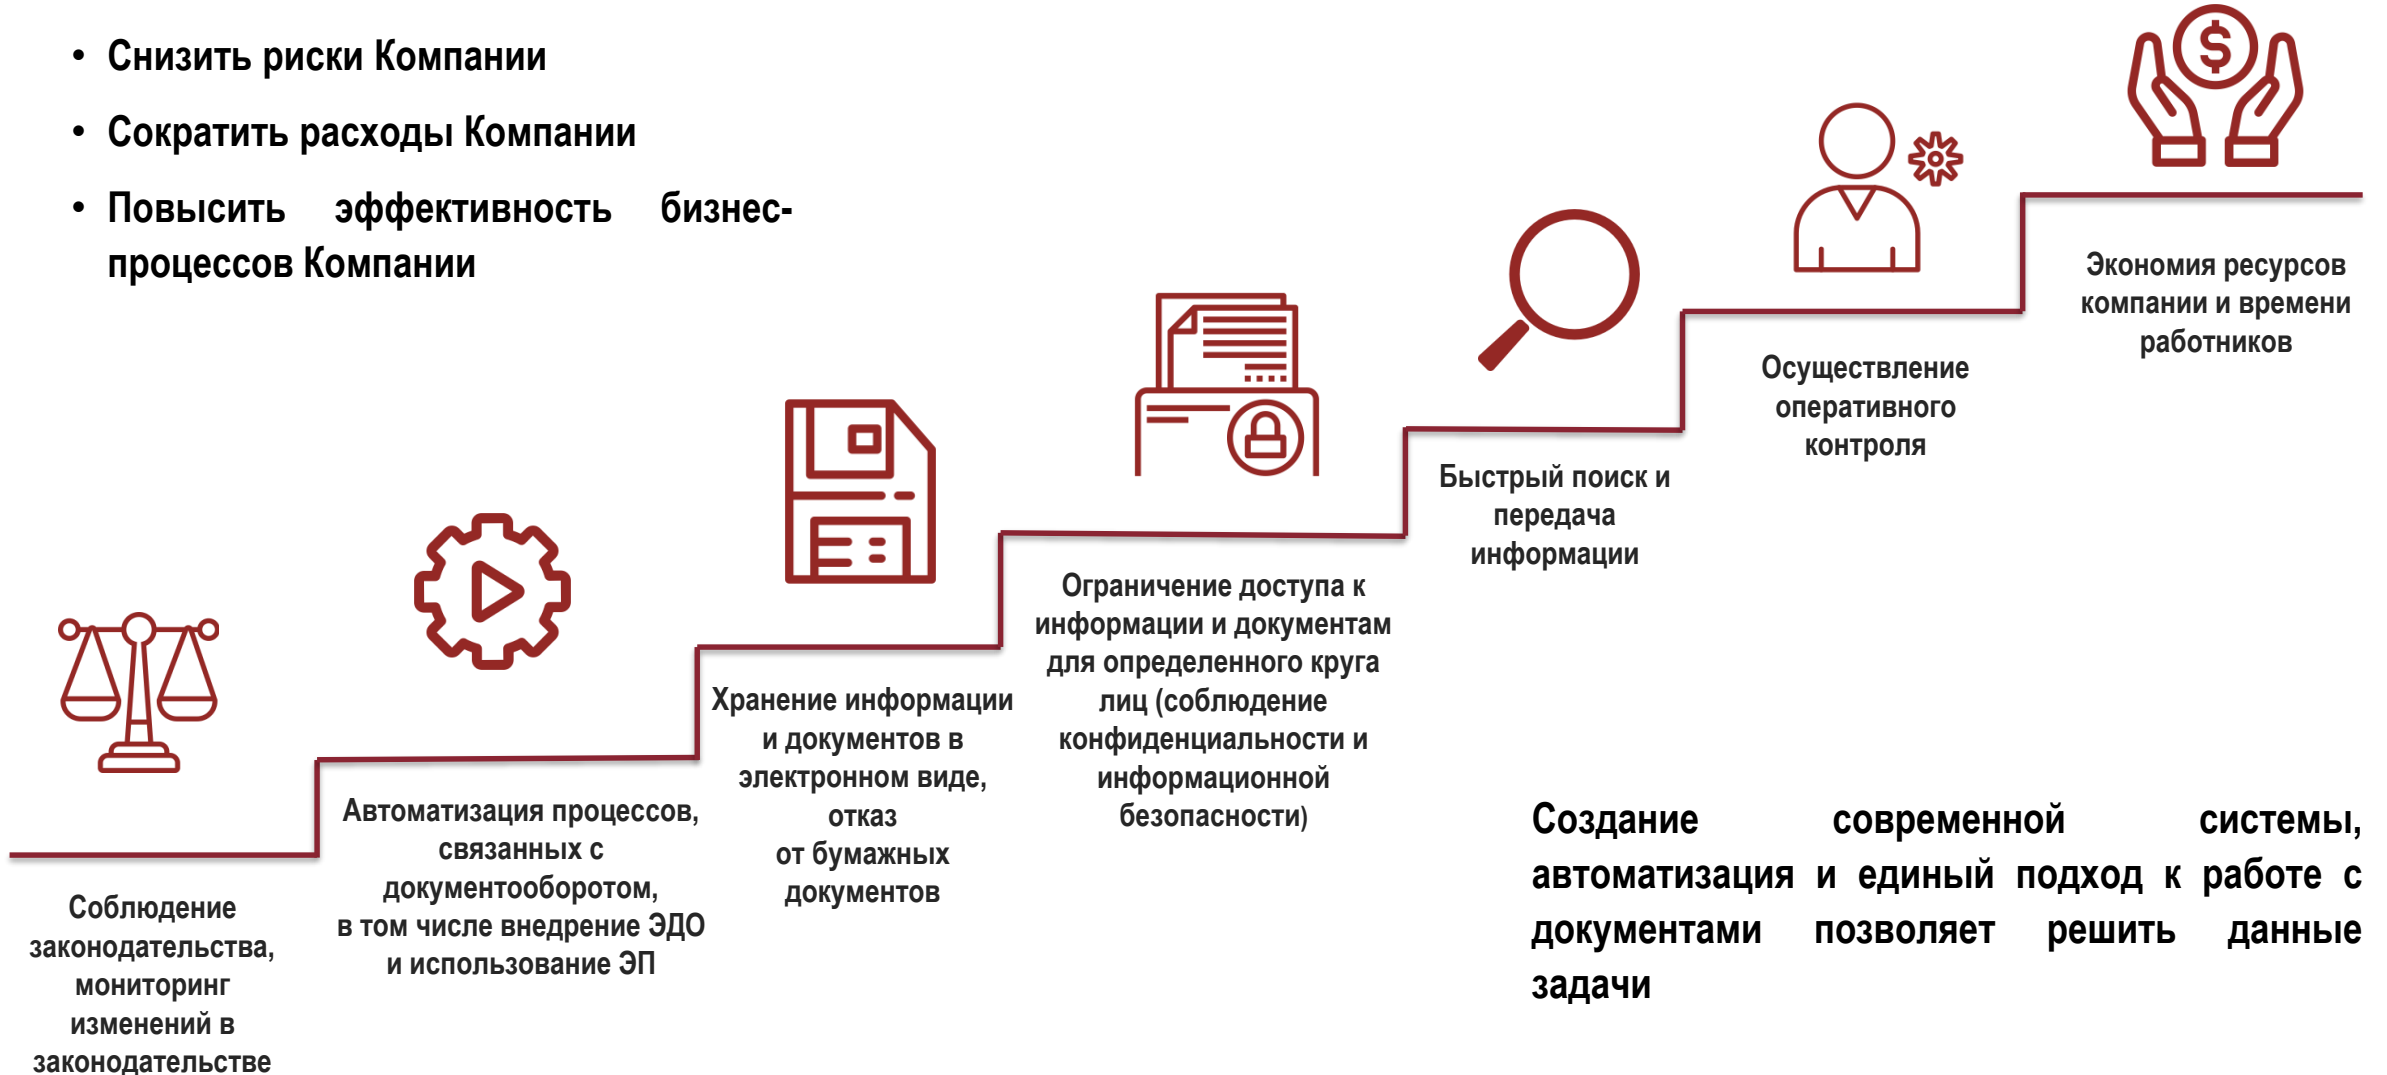 • Снизить риски Компании
• Сократить расходы Компании
• Повысить эффективность бизнес-
процессов Компании
Соблюдение
законодательства,
мониторинг
изменений в
законодательстве
Автоматизация процессов,
связанных с
документооборотом,
в том числе внедрение ЭДО
и использование ЭП
Хранение информации
и документов в
электронном виде,
отказ
от бумажных
документов
Ограничение доступа к
информации и документам
для определенного круга
лиц (соблюдение
конфиденциальности и
информационной
безопасности)
Быстрый поиск и
передача
информации
Осуществление
оперативного
контроля
Экономия ресурсов
компании и времени
работников
Создание современной системы,
автоматизация и единый подход к работе с
документами позволяет решить данные
задачи